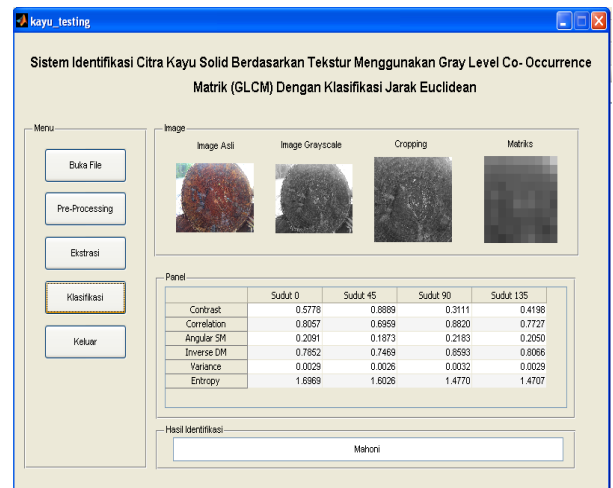 kayu_testing
Sistem Identifikasi Citra Kayu Solid Berdasarkan Tekstur Menggunakan Gray Level Co- Occurrence
Matrik (GLCM) Dengan Klasifikasi Jarak Euclidean
Menu
Buka File
Pre-Processing
Ekstrasi
Klasifikasi
Keluar
Image
Image Asli Image Grayscale Cropping Matriks
Panel
Sudut 0 Sudut 45 Sudut 90 Sudut 135
Contrast 0.5778 0.8889 0.3111 0.4198
Correlation 0.8057 0.6959 0.8820 0.7727
Angular SM 0.2091 0.1873 0.2183 0.2050
Inverse DM 0.7852 0.7469 0.8593 0.8066
Variance 0.0029 0.0026 0.0032 0.0029
Entropy 1.6969 1.6026 1.4770 1.4707
Hasil Identifikasi
Mahoni